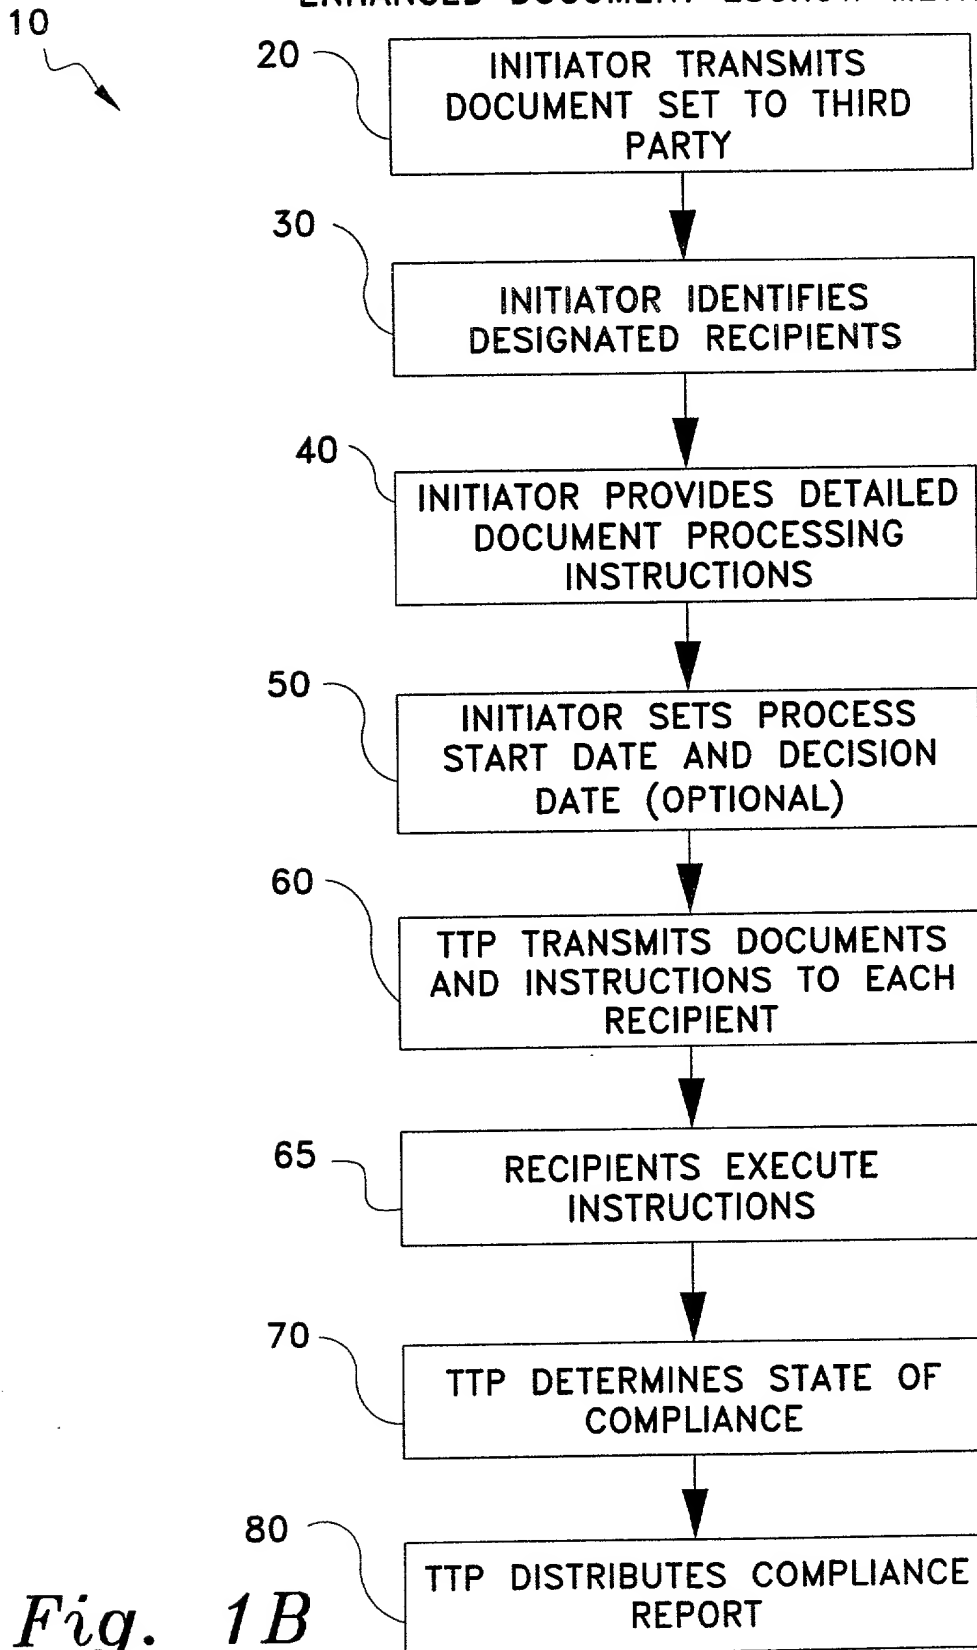 ENHANCED DOCUMENT ESCROW
10
20
INITIATOR TRANSMITS
DOCUMENT SET TO THIRD
PARTY
30
INITIATOR IDENTIFIES
DESIGNATED RECIPIENTS
40
INITIATOR PROVIDES DETAILED
DOCUMENT PROCESSING
INSTRUCTIONS
50
INITIATOR SETS PROCESS
START DATE AND DECISION
DATE (OPTIONAL)
60
TTP TRANSMITS DOCUMENTS
AND INSTRUCTIONS TO EACH
RECIPIENT
65
RECIPIENTS EXECUTE
INSTRUCTIONS
70
TTP DETERMINES STATE OF
COMPLIANCE
80
TTP DISTRIBUTES COMPLIANCE
REPORT
Fig. 1B